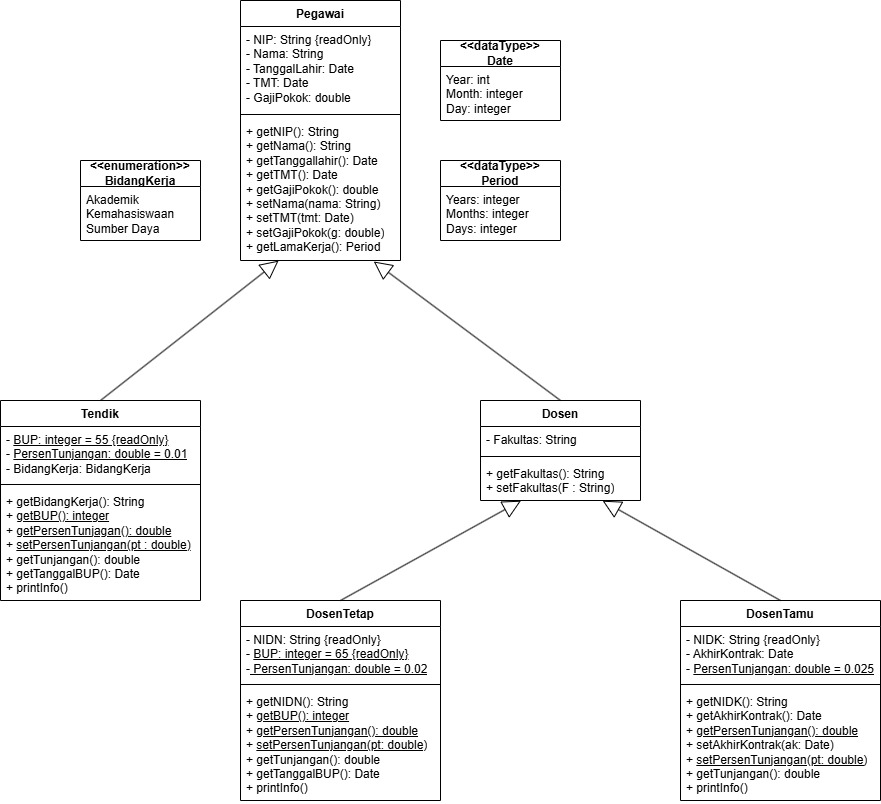 Pegawai
- NIP: String {readOnly}
- Nama: String
- TanggalLahir: Date
- TMT: Date
- GajiPokok: double
+ getNIP(): String
+ getNama(): String
+ getTanggallahir(): Date
+ getTMT(): Date
+ getGajiPokok(): double
+ setNama(nama: String)
+ setTMT(tmt: Date)
+ setGajiPokok(g: double)
+ getLamaKerja(): Period
<<dataType>>
Date
Year: int
Month: integer
Day: integer
<<enumeration>>
BidangKerja
Akademik
Kemahasiswaan
Sumber Daya
<<dataType>>
Period
Years: integer
Months: integer
Days: integer
Tendik
- BUP: integer = 55 {readOnly}
- PersenTunjangan: double = 0.01
- BidangKerja: BidangKerja
+ getBidangKerja(): String
+ getBUP(): integer
+ getPersenTunjagan(): double
+ setPersenTunjangan(pt : double)
+ getTunjangan(): double
+ getTanggalBUP(): Date
+ printInfo()
Dosen
- Fakultas: String
+ getFakultas(): String
+ setFakultas(F : String)
DosenTetap
- NIDN: String {readOnly}
- BUP: integer = 65 {readOnly}
- PersenTunjangan: double = 0.02
+ getNIDN(): String
+ getBUP(): integer
+ getPersenTunjangan(): double
+ setPersenTunjangan(pt: double)
+ getTunjangan(): double
+ getTanggalBUP(): Date
+ printInfo()
DosenTamu
- NIDK: String {readOnly}
- AkhirKontrak: Date
- PersenTunjangan: double = 0.025
+ getNIDK(): String
+ getAkhirKontrak(): Date
+ getPersenTunjangan(): double
+ setAkhirKontrak(ak: Date)
+ setPersenTunjangan(pt: double)
+ getTunjangan(): double
+ printInfo()